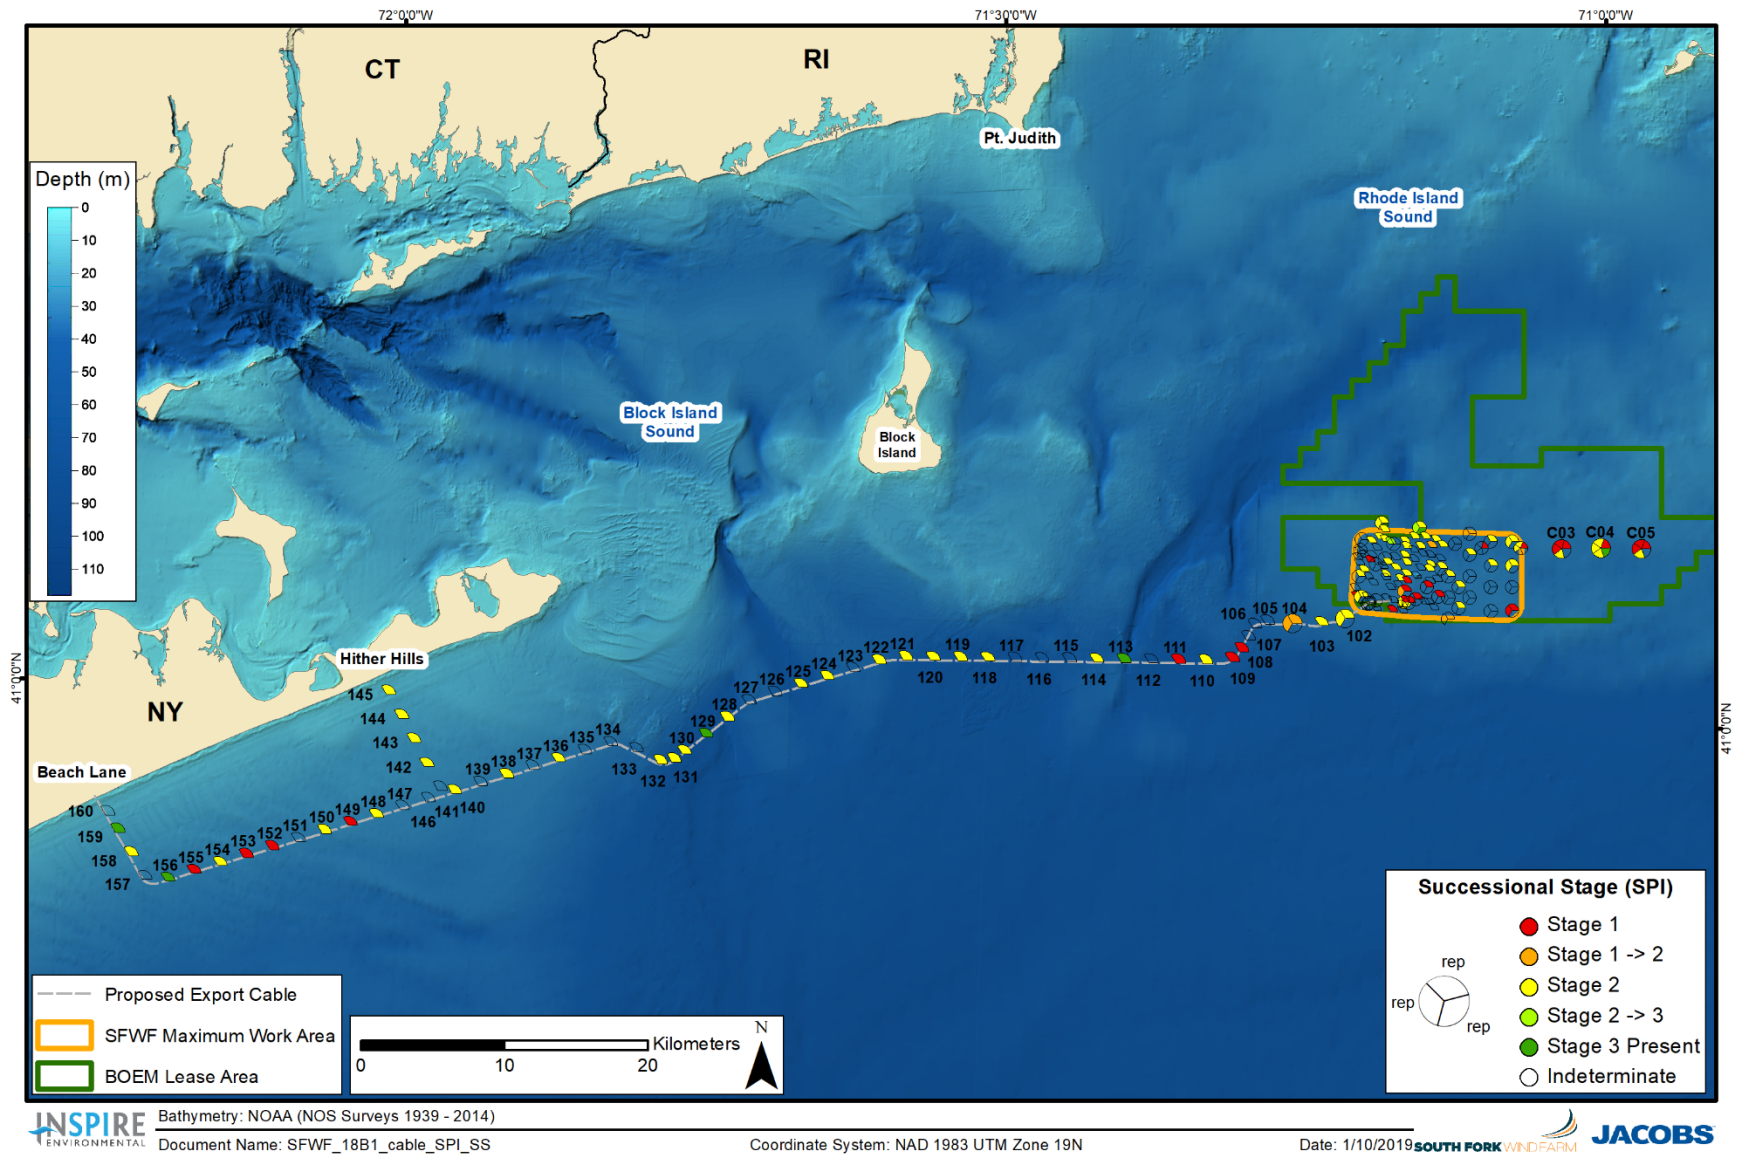 72°0'0"W
71°30'0"W
71°0'0"W
CT
RI
Pt. Judith
Depth (m)
0
10
20
30
40
50
60
70
80
90
100
110
Rhode Island
Sound
Block Island
Sound
Block
Island
C03
C04
C05
106
105
104
102
103
107
108
109
110
111
112
113
114
115
116
117
118
119
120
121
122
123
124
125
126
127
128
129
130
131
132
133
134
135
136
137
138
139
140
141
146
147
148
149
150
151
152
153
154
155
156
157
158
159
160
145
144
143
142
Hither Hills
NY
Beach Lane
41°0'0"N
41°0'0"N
Proposed Export Cable
SFWF Maximum Work Area
BOEM Lease Area
Kilometers
0
10
20
N
Successional Stage (SPI)
rep
rep
rep
Stage 1
Stage 1 -> 2
Stage 2
Stage 2 -> 3
Stage 3 Present
Indeterminate
INSPIRE
ENVIRONMENTAL
Bathymetry: NOAA (NOS Surveys 1939 - 2014)
Document Name: SFWF_18B1_cable_SPI_SS
Coordinate System: NAD 1983 UTM Zone 19N
Date: 1/10/2019
SOUTH FORK WIND FARM
JACOBS